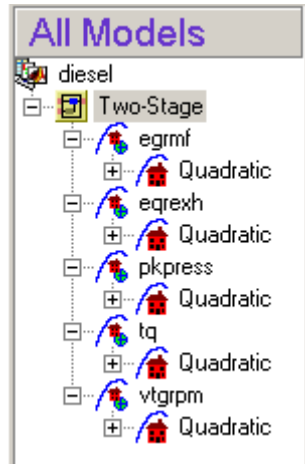 All Models
diesel
Two-Stage
egrmf
Quadratic
eqrexh
Quadratic
pkpress
Quadratic
tq
Quadratic
vtgrpm
Quadratic